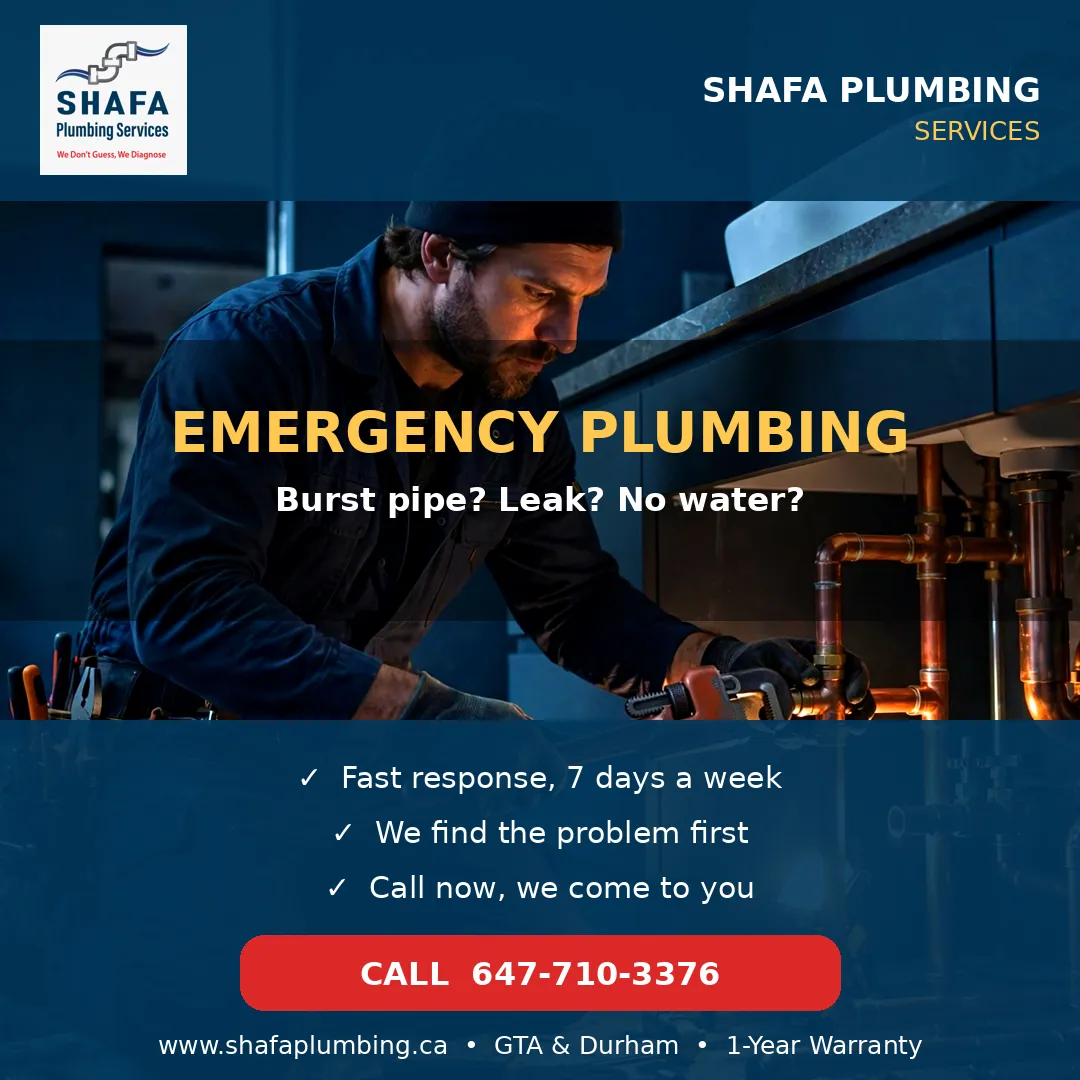 SHAFA
Plumbing Services
We Don't Guess, We Diagnose
SHAFA PLUMBING
SERVICES
EMERGENCY PLUMBING
Burst pipe? Leak? No water?
✓ Fast response, 7 days a week
✓ We find the problem first
✓ Call now, we come to you
CALL 647-710-3376
www.shafaplumbing.ca • GTA & Durham • 1-Year Warranty